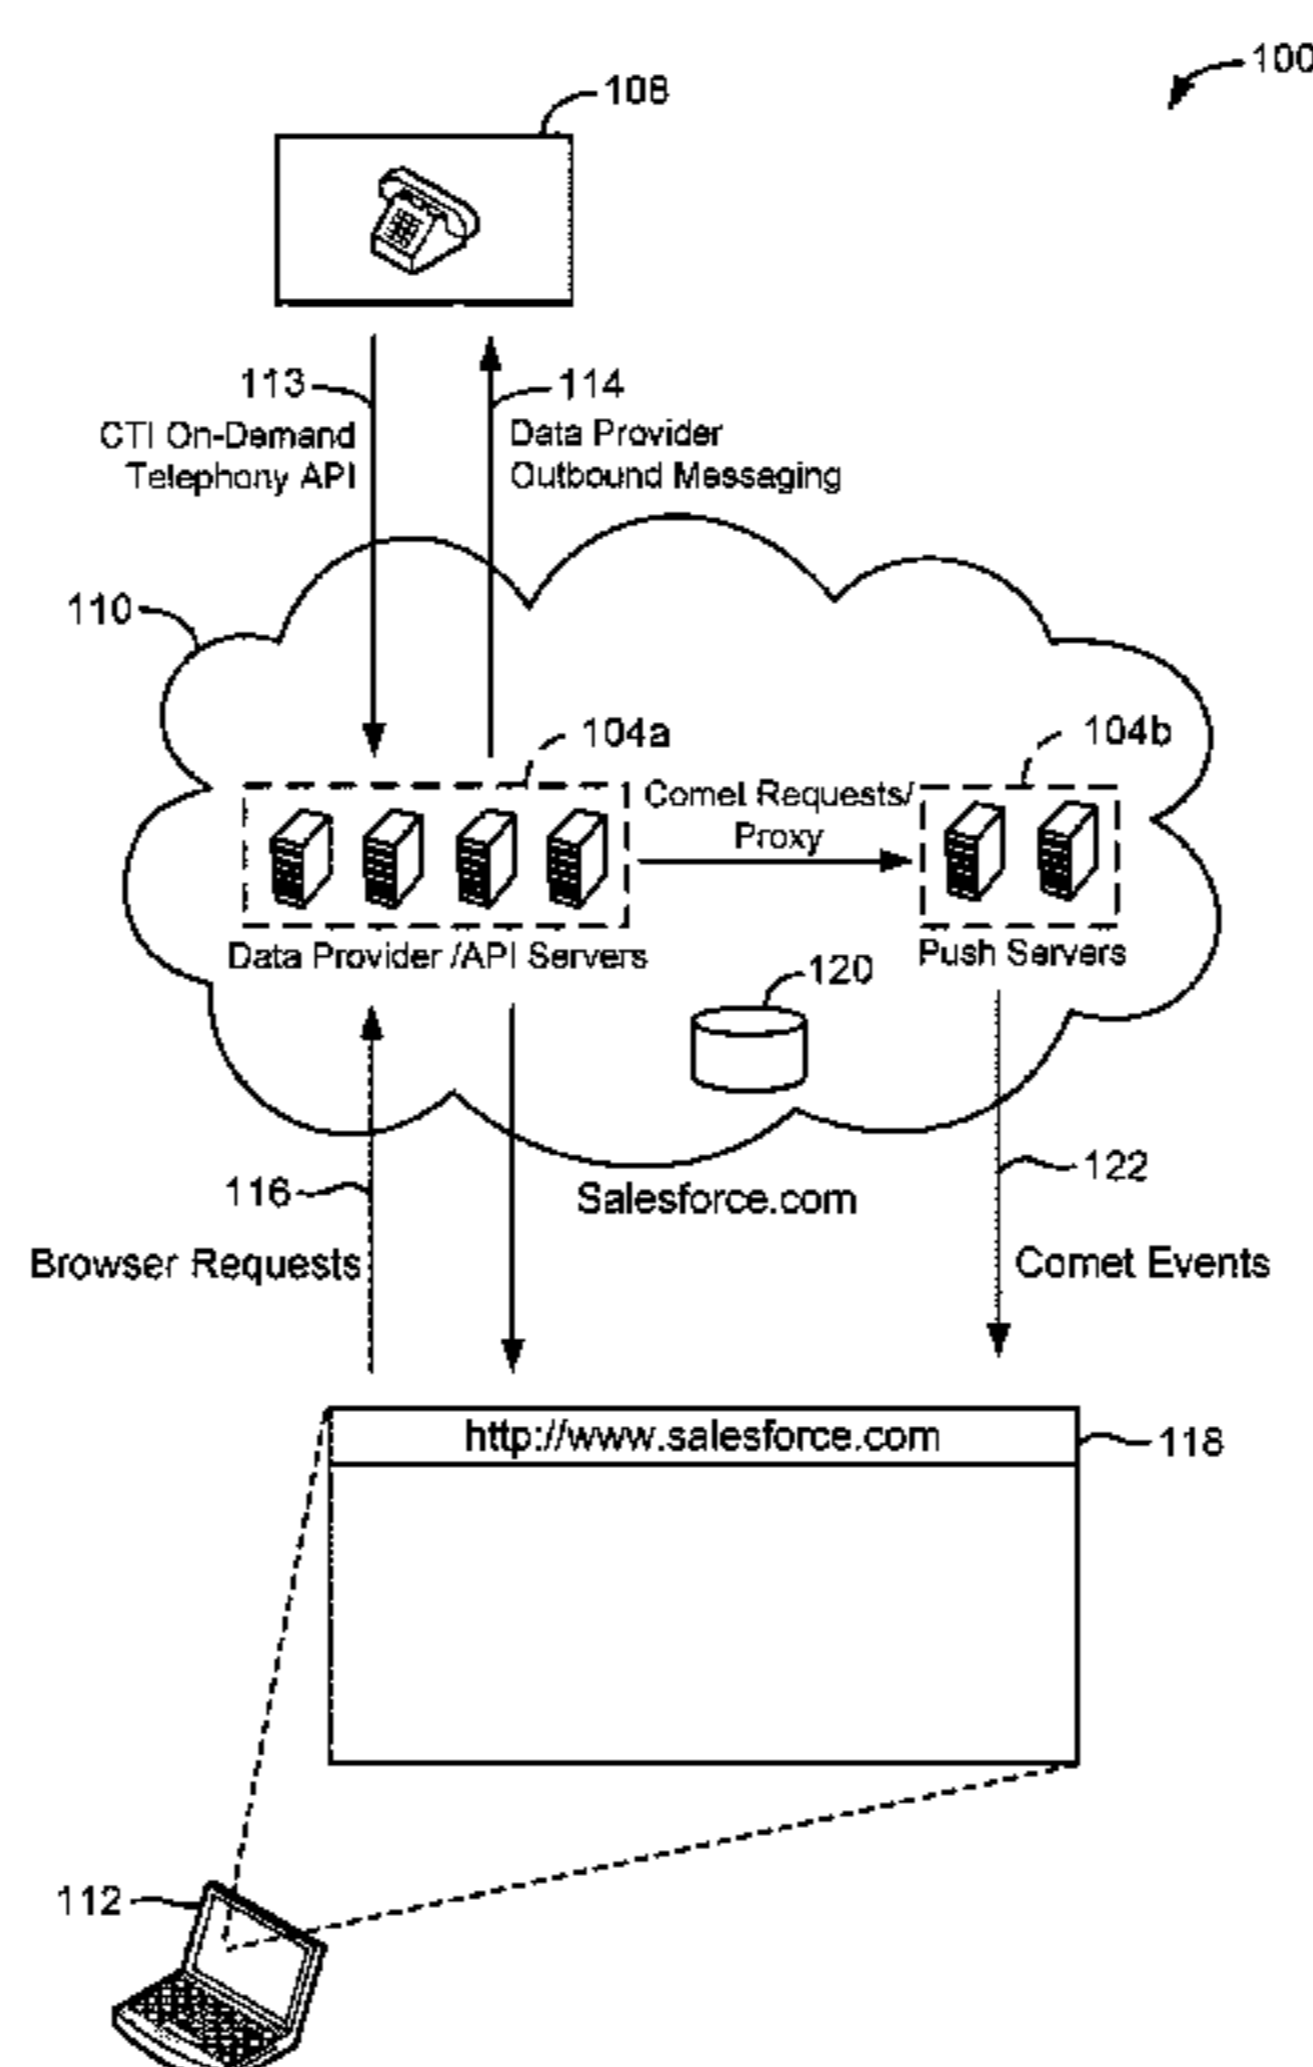 100
108
113
CTI On-Demand
Telephony API
114
Data Provider
Outbound Messaging
110
104a
104b
Comet Requests/
Proxy
Data Provider /API Servers
Push Servers
120
116
Salesforce.com
122
Browser Requests
Comet Events
http://www.salesforce.com
118
112